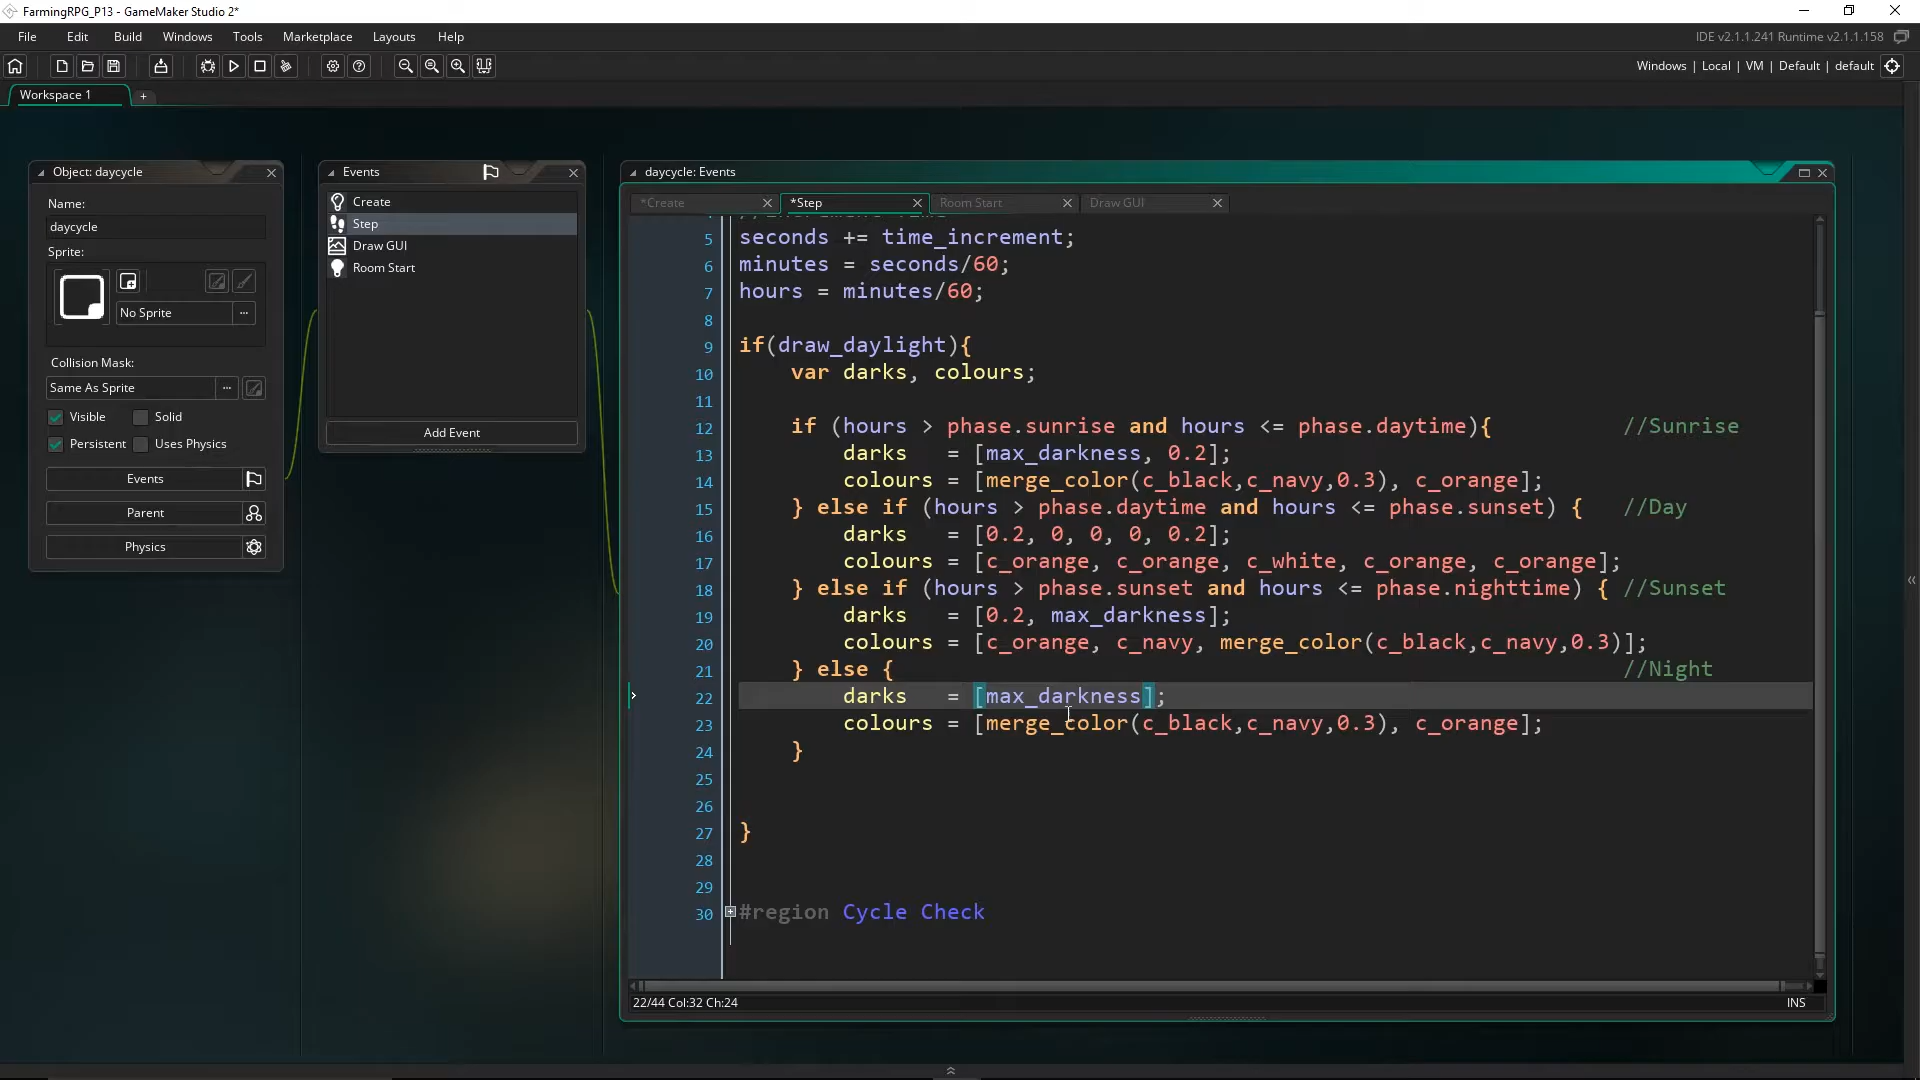 FarmingRPG_P13 - GameMaker Studio 2*
File Edit Build Windows Tools Marketplace Layouts Help
IDE v2.1.1.241 Runtime v2.1.1.158
Windows | Local | VM | Default | default
Workspace 1 +
Object: daycycle
Name:
daycycle
Sprite:
No Sprite ...
Collision Mask:
Same As Sprite ...
Visible Solid
Persistent Uses Physics
Events
Parent
Physics
Events
Create
Step
Draw GUI
Room Start
Add Event
daycycle: Events
*Create *Step Room Start Draw GUI
5 seconds += time_increment;
6 minutes = seconds/60;
7 hours = minutes/60;
8
9 if(draw_daylight){
10 var darks, colours;
11
12 if (hours > phase.sunrise and hours <= phase.daytime){ //Sunrise
13 darks = [max_darkness, 0.2];
14 colours = [merge_color(c_black,c_navy,0.3), c_orange];
15 } else if (hours > phase.daytime and hours <= phase.sunset) { //Day
16 darks = [0.2, 0, 0, 0, 0.2];
17 colours = [c_orange, c_orange, c_white, c_orange, c_orange];
18 } else if (hours > phase.sunset and hours <= phase.nighttime) { //Sunset
19 darks = [0.2, max_darkness];
20 colours = [c_orange, c_navy, merge_color(c_black,c_navy,0.3)];
21 } else { //Night
22 darks = [max_darkness];
23 colours = [merge_color(c_black,c_navy,0.3), c_orange];
24 }
25
26
27 }
28
29
30 #region Cycle Check
22/44 Col:32 Ch:24 INS